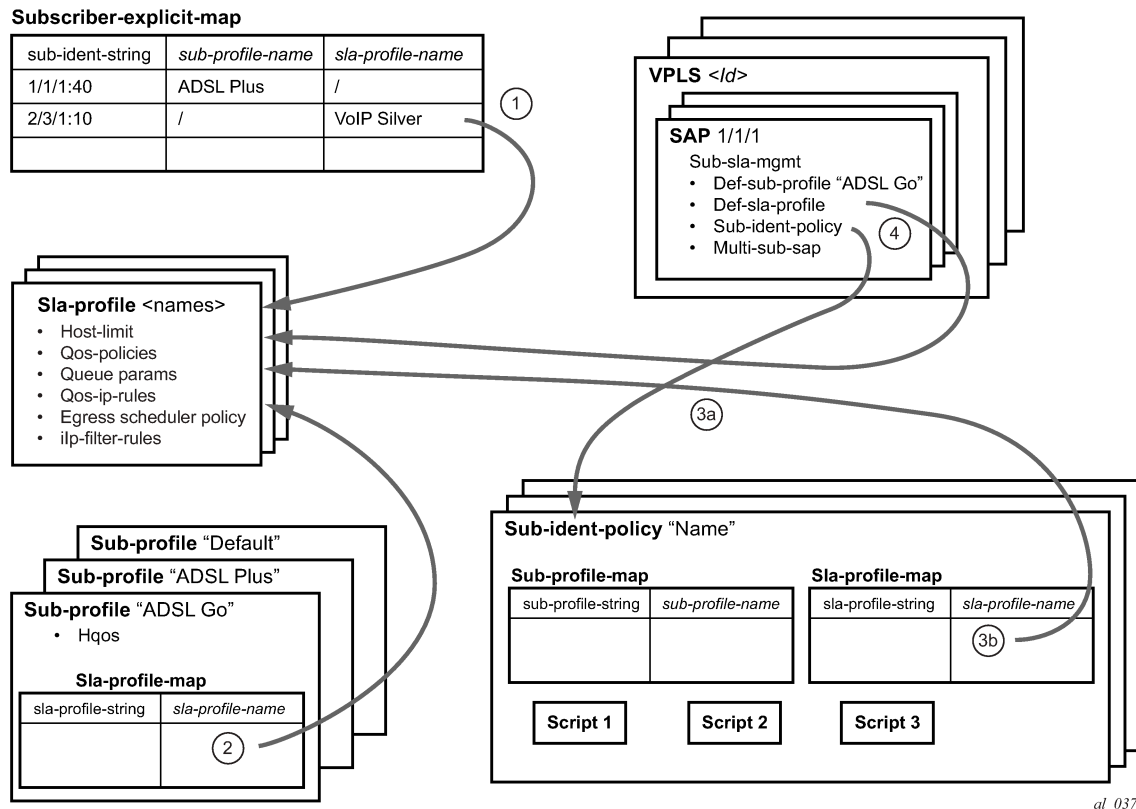 Subscriber-explicit-map
sub-ident-string sub-profile-name sla-profile-name
1/1/1:40 ADSL Plus /
2/3/1:10 / VoIP Silver
1
VPLS <Id>
SAP 1/1/1
Sub-sla-mgmt
• Def-sub-profile “ADSL Go”
• Def-sla-profile
• Sub-ident-policy
• Multi-sub-sap
4
Sla-profile <names>
• Host-limit
• Qos-policies
• Queue params
• Qos-ip-rules
• Egress scheduler policy
• iIp-filter-rules
3a
Sub-profile “Default”
Sub-profile “ADSL Plus”
Sub-profile “ADSL Go”
• Hqos
Sla-profile-map
sla-profile-string sla-profile-name
2
Sub-ident-policy “Name”
Sub-profile-map
sub-profile-string sub-profile-name
Sla-profile-map
sla-profile-string sla-profile-name
3b
Script 1
Script 2
Script 3
al_037